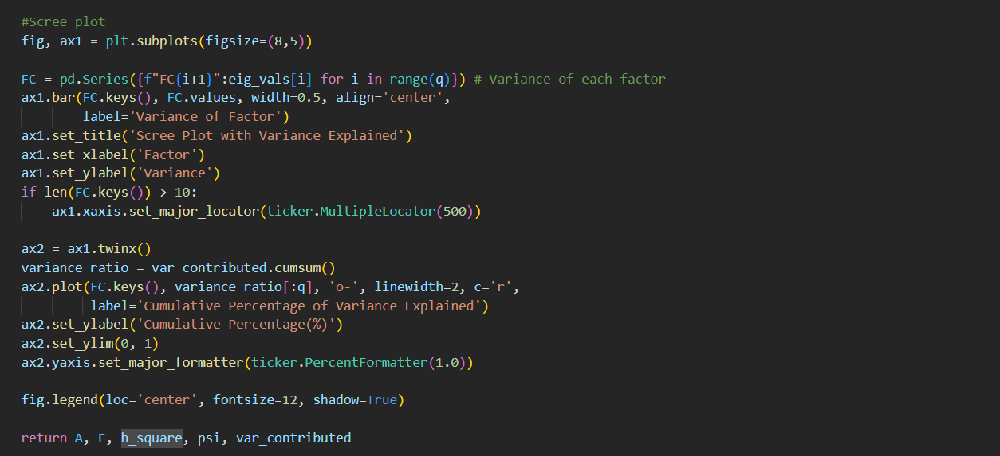 #Scree plot
fig, ax1 = plt.subplots(figsize=(8,5))
FC = pd.Series({f"FC{i+1}":eig_vals[i] for i in range(q)}) # Variance of each factor
ax1.bar(FC.keys(), FC.values, width=0.5, align='center',
        label='Variance of Factor')
ax1.set_title('Scree Plot with Variance Explained')
ax1.set_xlabel('Factor')
ax1.set_ylabel('Variance')
if len(FC.keys()) > 10:
    ax1.xaxis.set_major_locator(ticker.MultipleLocator(500))
ax2 = ax1.twinx()
variance_ratio = var_contributed.cumsum()
ax2.plot(FC.keys(), variance_ratio[:q], 'o-', linewidth=2, c='r',
         label='Cumulative Percentage of Variance Explained')
ax2.set_ylabel('Cumulative Percentage(%)')
ax2.set_ylim(0, 1)
ax2.yaxis.set_major_formatter(ticker.PercentFormatter(1.0))
fig.legend(loc='center', fontsize=12, shadow=True)
return A, F, h_square, psi, var_contributed